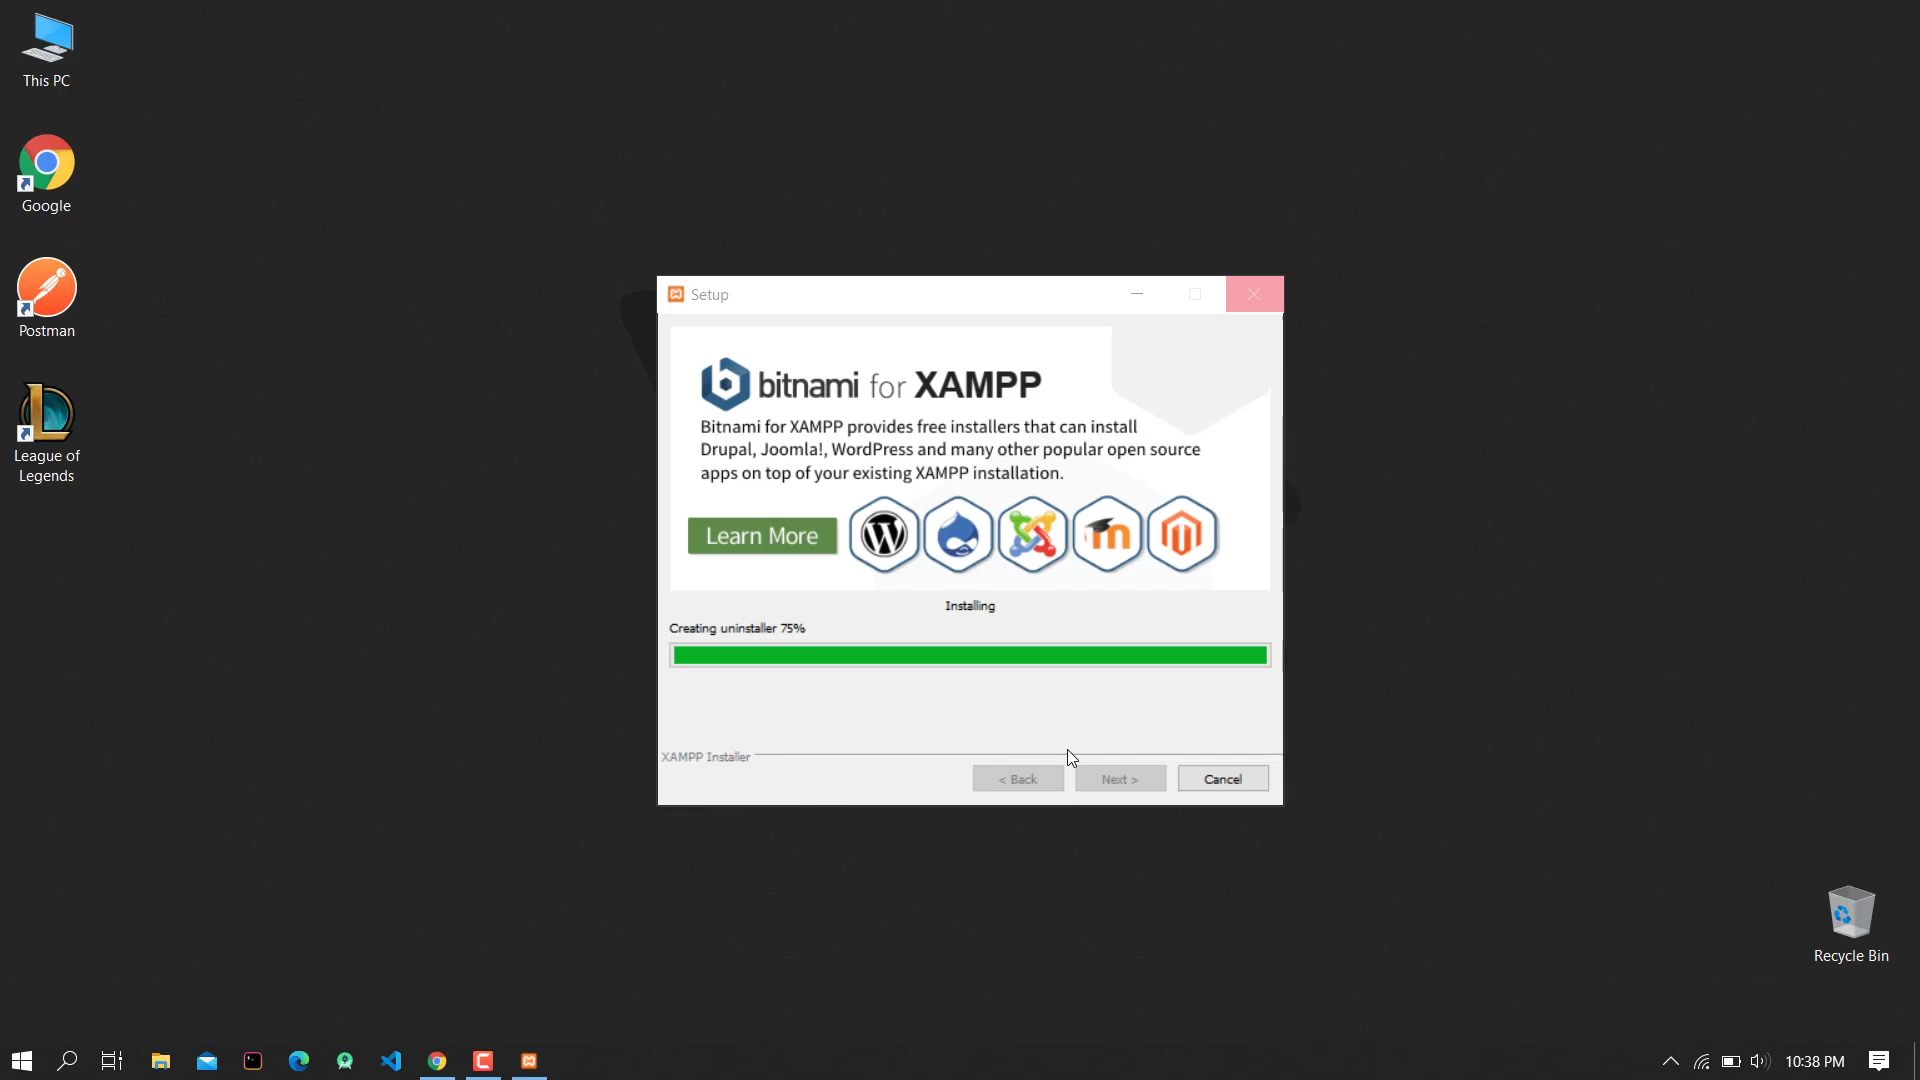 This PC
Google
Postman
League of
Legends
Setup
bitnami for XAMPP
Bitnami for XAMPP provides free installers that can install
Drupal, Joomla!, WordPress and many other popular open source
apps on top of your existing XAMPP installation.
Learn More
Installing
Creating uninstaller 75%
XAMPP Installer
< Back
Next >
Cancel
Recycle Bin
10:38 PM